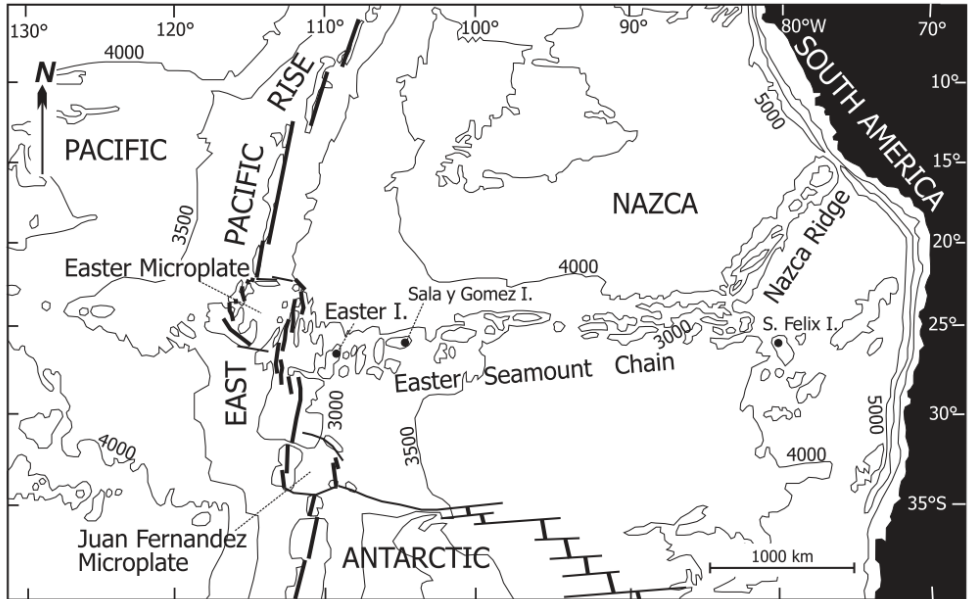 130°
120°
110°
100°
90°
80°W
70°
4000
N
RISE
SOUTH AMERICA
10°
5000
PACIFIC
PACIFIC
15°
3500
NAZCA
Nazca Ridge
20°
Easter Microplate
4000
Easter I.
Sala y Gomez I.
3000
S. Felix I.
25°
Easter Seamount Chain
EAST
3000
3500
5000
30°
4000
4000
35°S
Juan Fernandez
Microplate
ANTARCTIC
1000 km